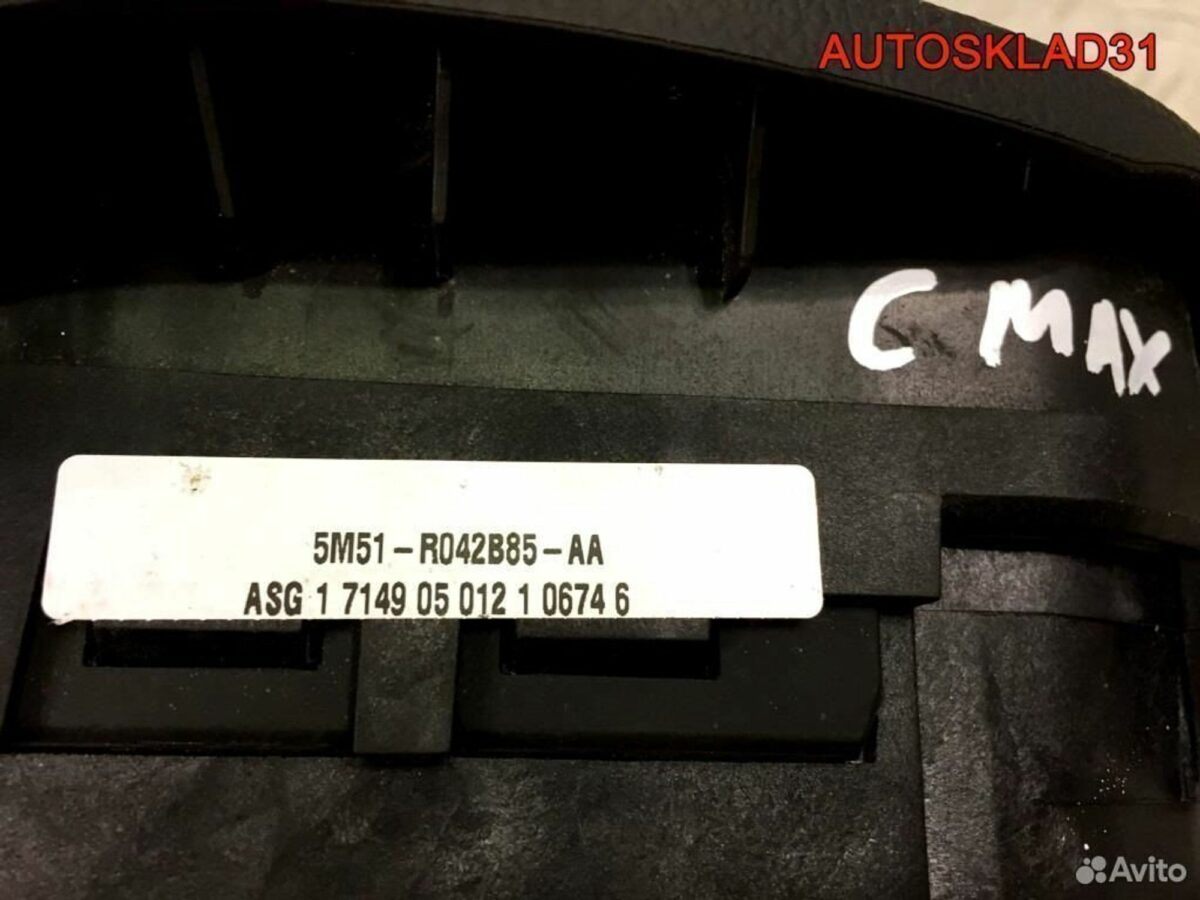 AUTOSKLAD31
C MAX
5M51-R042B85-AA
ASG 1 7149 05 012 1 0674 6
Avito